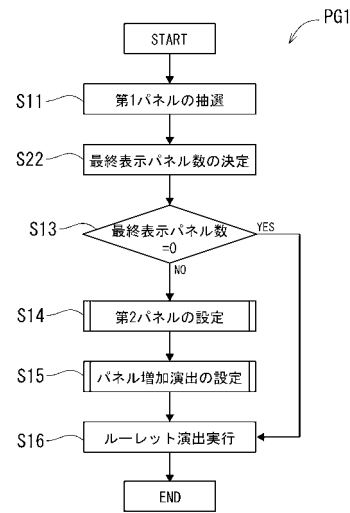 PG1
START
S11
第1パネルの抽選
S22
最終表示パネル数の決定
S13
最終表示パネル数
=0
YES
NO
S14
第2パネルの設定
S15
パネル増加演出の設定
S16
ルーレット演出実行
END